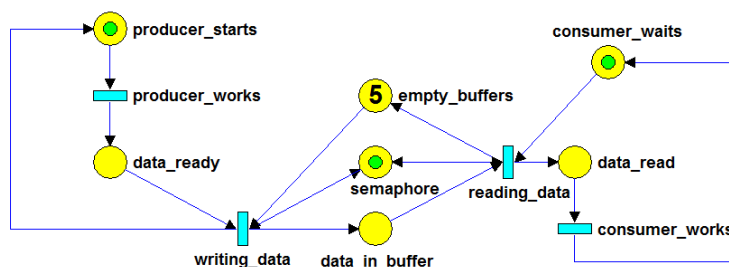 producer_starts
consumer_waits
producer_works
5 empty_buffers
data_ready
data_read
semaphore
reading_data
consumer_works
writing_data
data_in_buffer